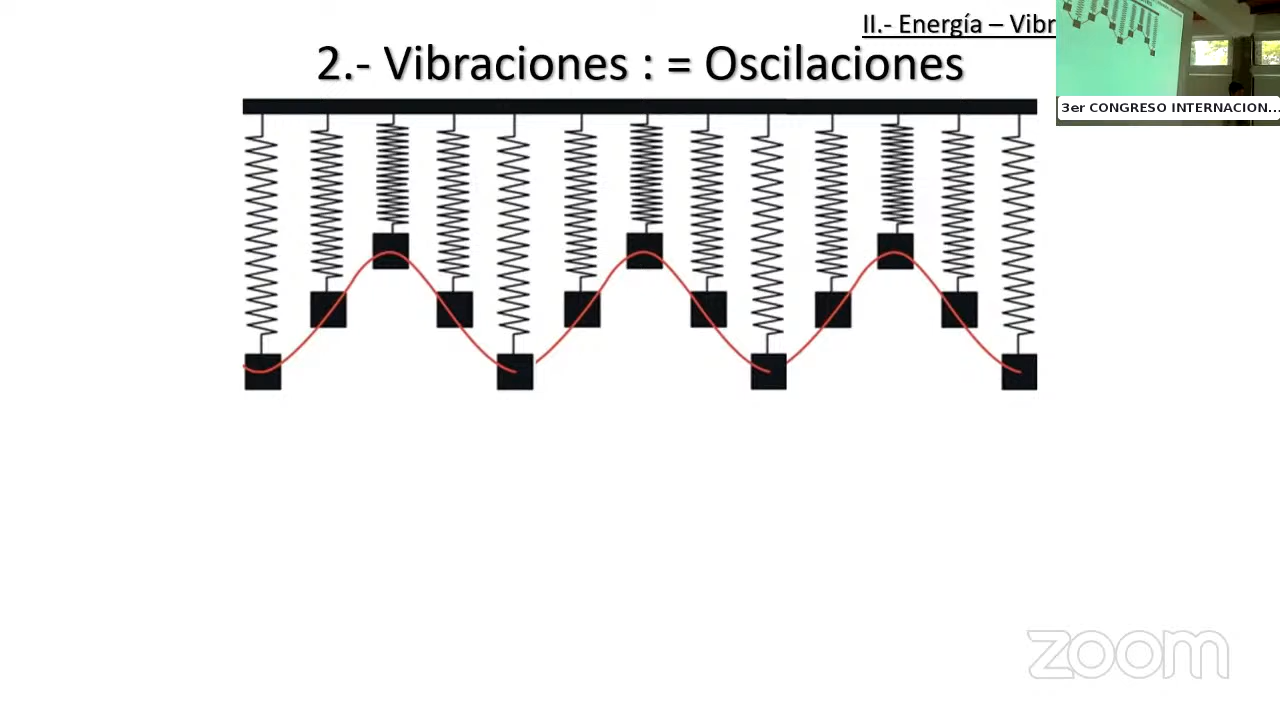 II.- Energía – Vibr
2.- Vibraciones : = Oscilaciones
3er CONGRESO INTERNACION...
zoom